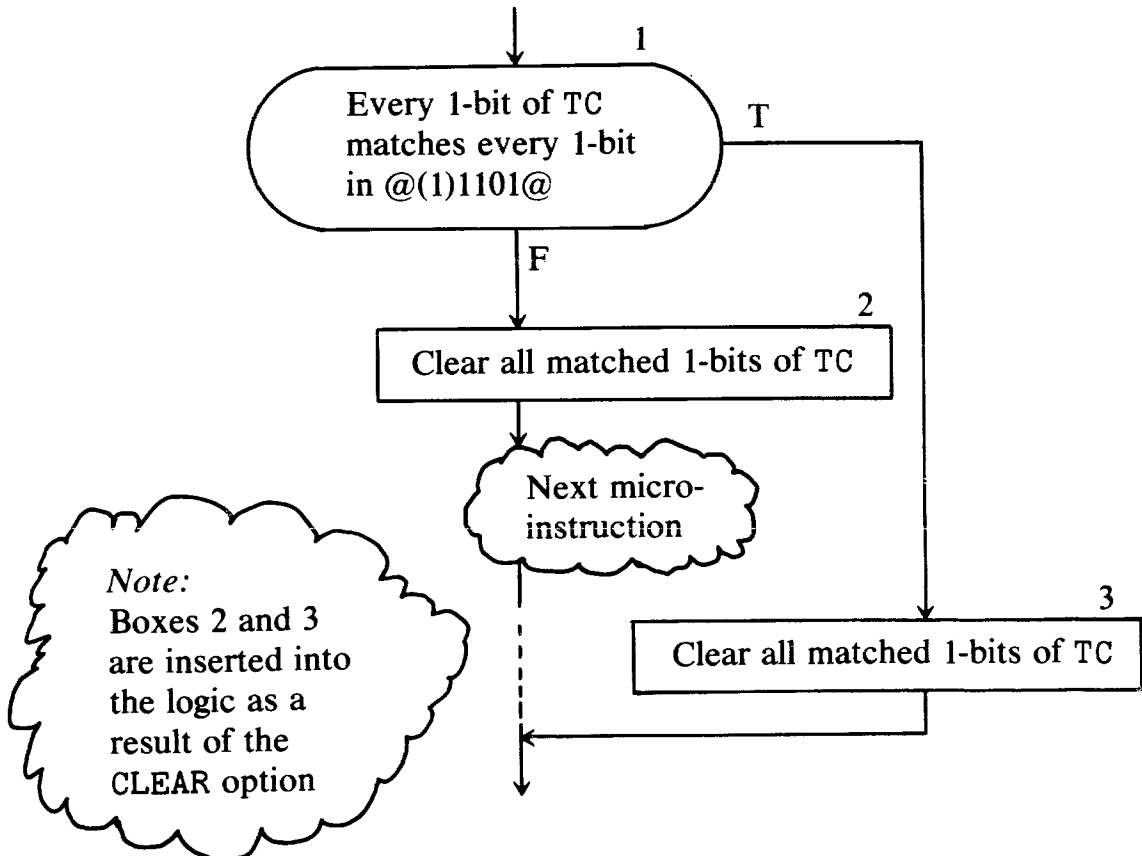 1
Every 1-bit of TC
matches every 1-bit
in @(1)1101@
T
F
2
Clear all matched 1-bits of TC
Next micro-
instruction
3
Clear all matched 1-bits of TC
Note:
Boxes 2 and 3
are inserted into
the logic as a
result of the
CLEAR option